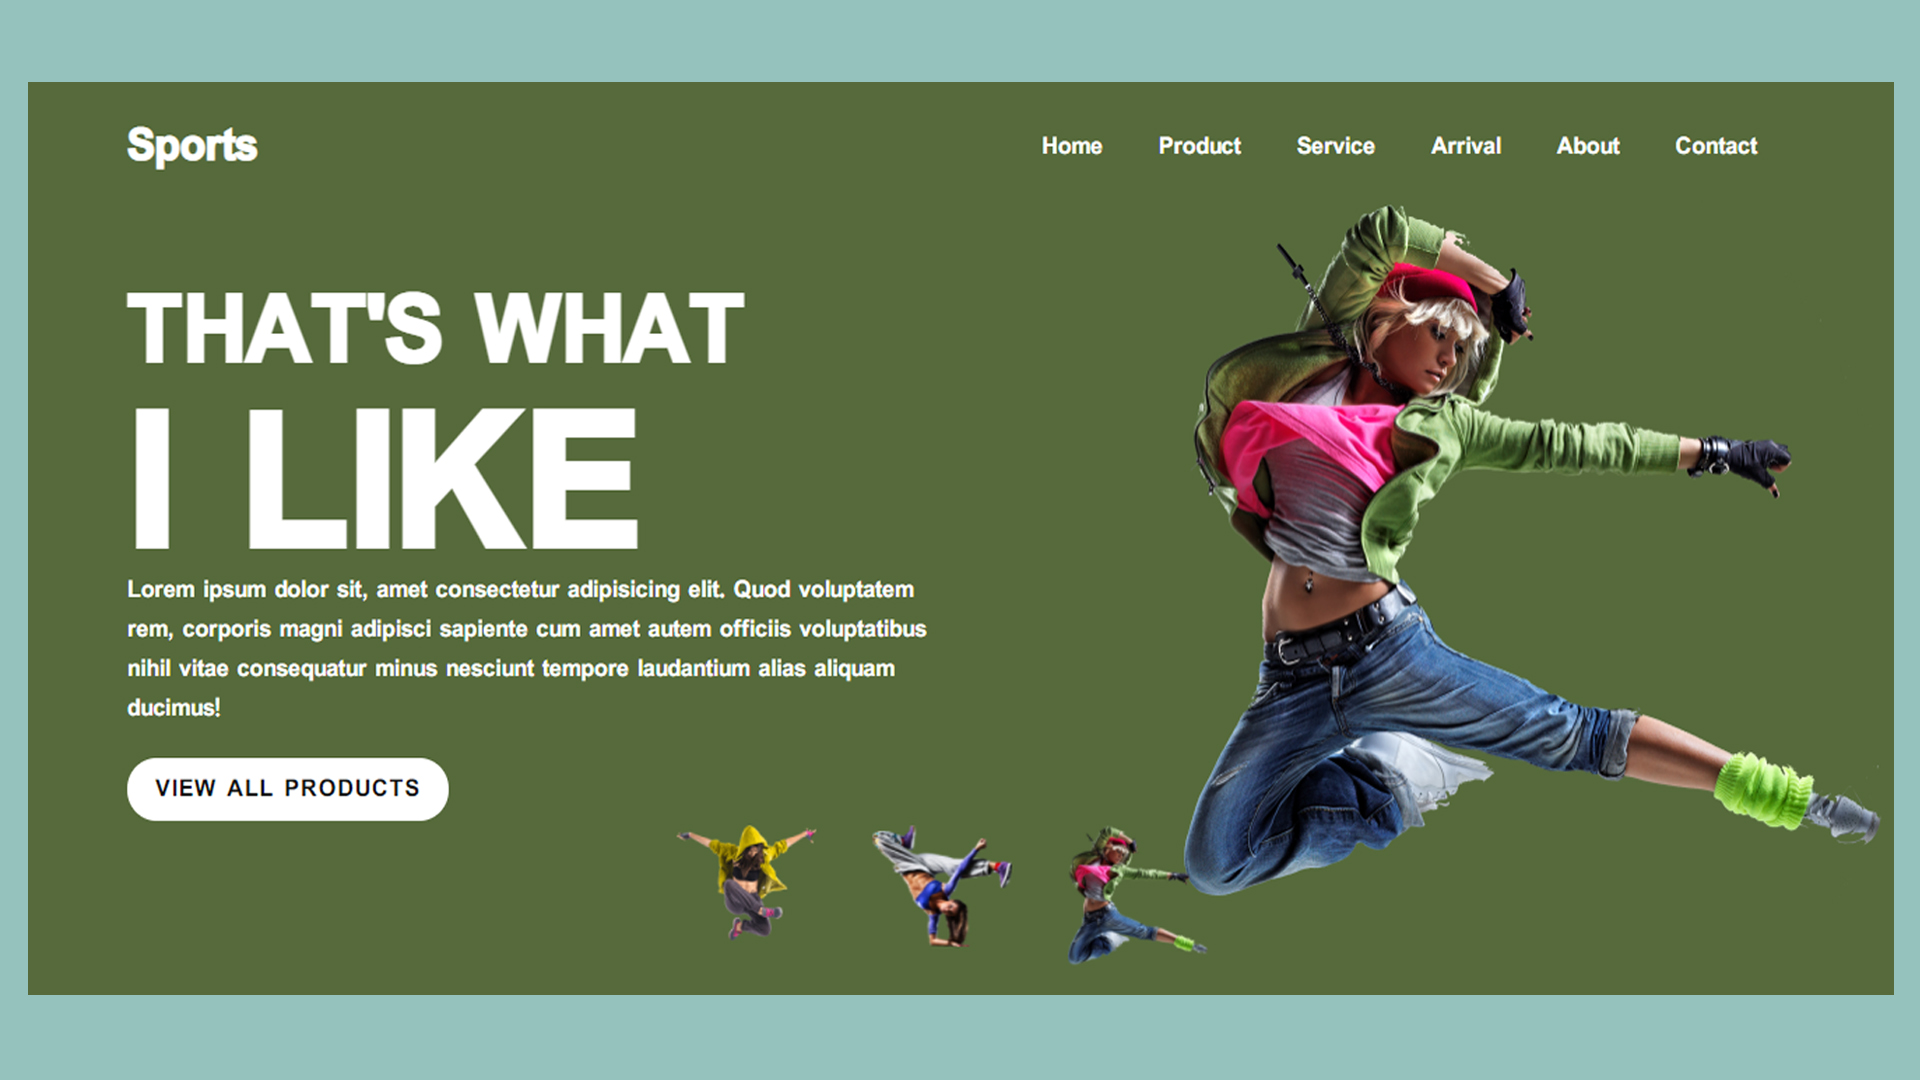 Sports
Home Product Service Arrival About Contact
THAT'S WHAT
I LIKE
Lorem ipsum dolor sit, amet consectetur adipisicing elit. Quod voluptatem
rem, corporis magni adipisci sapiente cum amet autem officiis voluptatibus
nihil vitae consequatur minus nesciunt tempore laudantium alias aliquam
ducimus!
VIEW ALL PRODUCTS